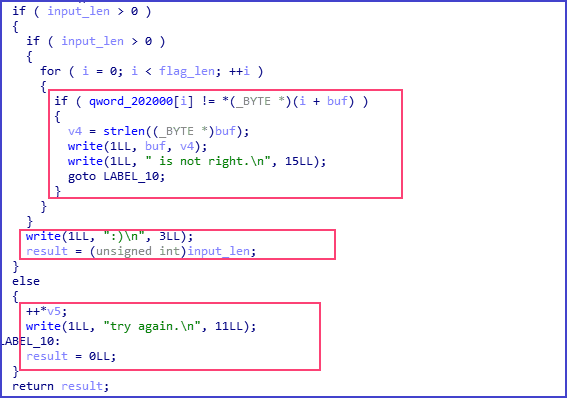 if ( input_len > 0 )
{
if ( input_len > 0 )
{
for ( i = 0; i < flag_len; ++i )
{
if ( qword_202000[i] != *(_BYTE *)(i + buf) )
{
v4 = strlen((_BYTE *)buf);
write(1LL, buf, v4);
write(1LL, " is not right.\n", 15LL);
goto LABEL_10;
}
}
}
write(1LL, ":)\n", 3LL);
result = (unsigned int)input_len;
}
else
{
++*v5;
write(1LL, "try again.\n", 11LL);
LABEL_10:
result = 0LL;
}
return result;